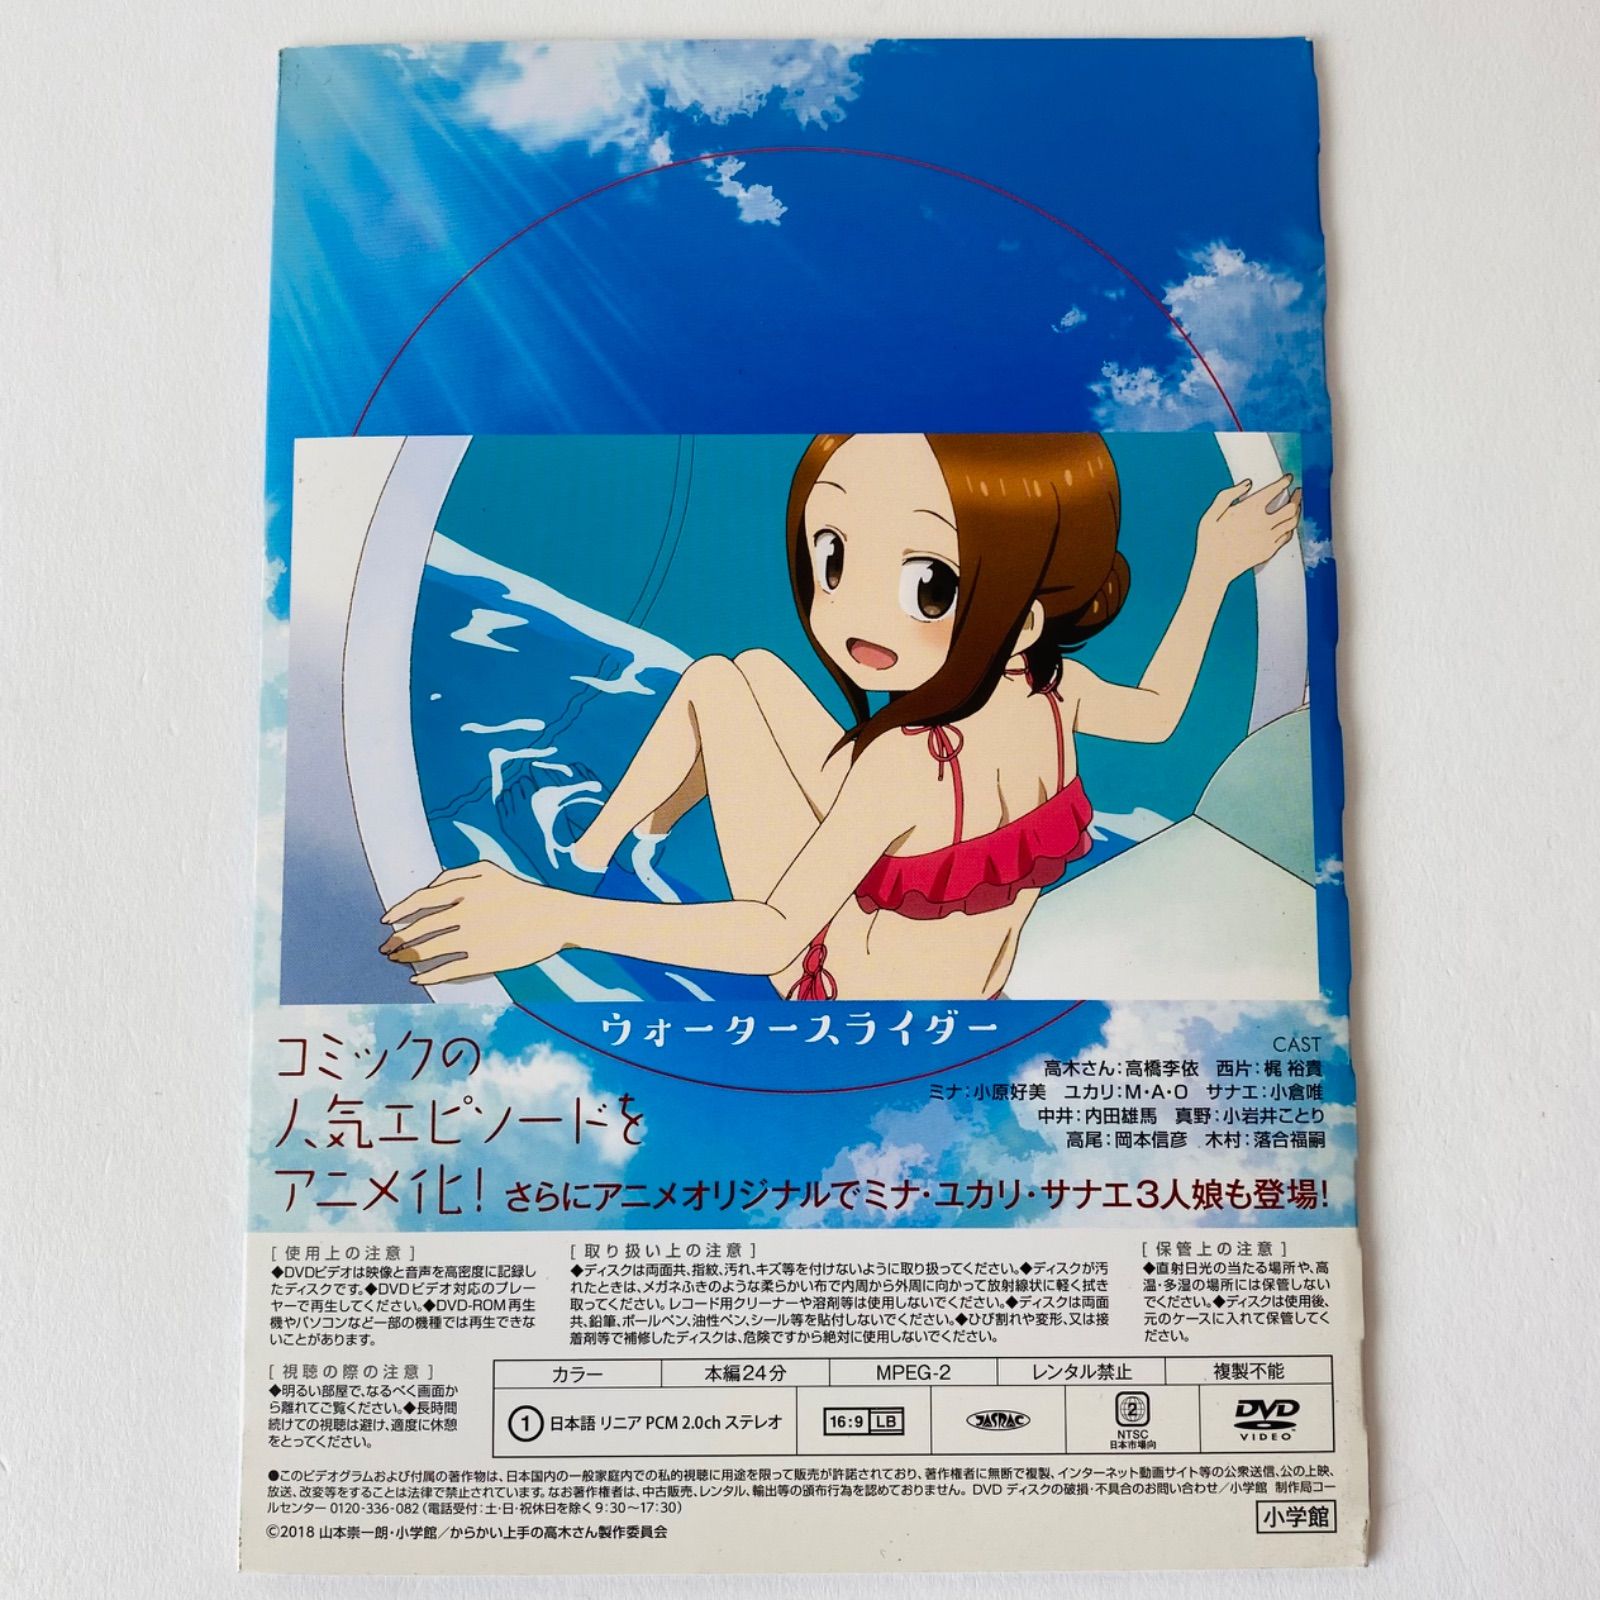 ウォータースライダー
コミックの
人気エピソードを
アニメ化! さらにアニメオリジナルでミナ・ユカリ・サナエ3人娘も登場!
CAST
高木さん:高橋李依 西片:梶 裕貴
ミナ:小原好美 ユカリ:M・A・O サナエ:小倉唯
中井:内田雄馬 真野:小岩井ことり
高尾:岡本信彦 木村:落合福嗣
[ 使用上の注意 ]
◆DVDビデオは映像と音声を高密度に記録し
たディスクです。◆DVDビデオ対応のプレー
ヤーで再生してください。◆DVD-ROM再生
機やパソコンなど一部の機種では再生できな
いことがあります。
[ 取り扱い上の注意 ]
◆ディスクは両面共、指紋、汚れ、キズ等を付けないように取り扱ってください。◆ディスクが汚
れたときは、メガネふきのような柔らかい布で内周から外周に向かって放射線状に軽く拭き
取ってください。レコード用クリーナーや溶剤等は使用しないでください。◆ディスクは両面
共、鉛筆、ボールペン、油性ペン、シール等を貼付しないでください。◆ひび割れや変形、又は接
着剤等で補修したディスクは、危険ですから絶対に使用しないでください。
[ 保管上の注意 ]
◆直射日光の当たる場所や、高
温・多湿の場所には保管しない
でください。◆ディスクは使用後、
元のケースに入れて保管してく
ださい。
[ 視聴の際の注意 ]
◆明るい部屋で、なるべく画面か
ら離れてご覧ください。◆長時間
続けての視聴は避け、適度に休憩
をとってください。
カラー 本編24分 MPEG-2 レンタル禁止 複製不能
1 日本語 リニア PCM 2.0ch ステレオ
16:9 LB
JASRAC
2
NTSC
日本市場向
DVD
VIDEO
●このビデオグラムおよび付属の著作物は、日本国内の一般家庭内での私的視聴に用途を限って販売が許諾されており、著作権者に無断で複製、インターネット動画サイト等の公衆送信、公の上映、
放送、改変等をすることは法律で禁止されています。なお著作権者は、中古販売、レンタル、輸出等の頒布行為を認めておりません。DVD ディスクの破損・不具合のお問い合わせ／小学館 制作局コー
ルセンター 0120-336-082(電話受付:土・日・祝休日を除く 9:30〜17:30)
©2018 山本崇一朗・小学館／からかい上手の高木さん製作委員会
小学館